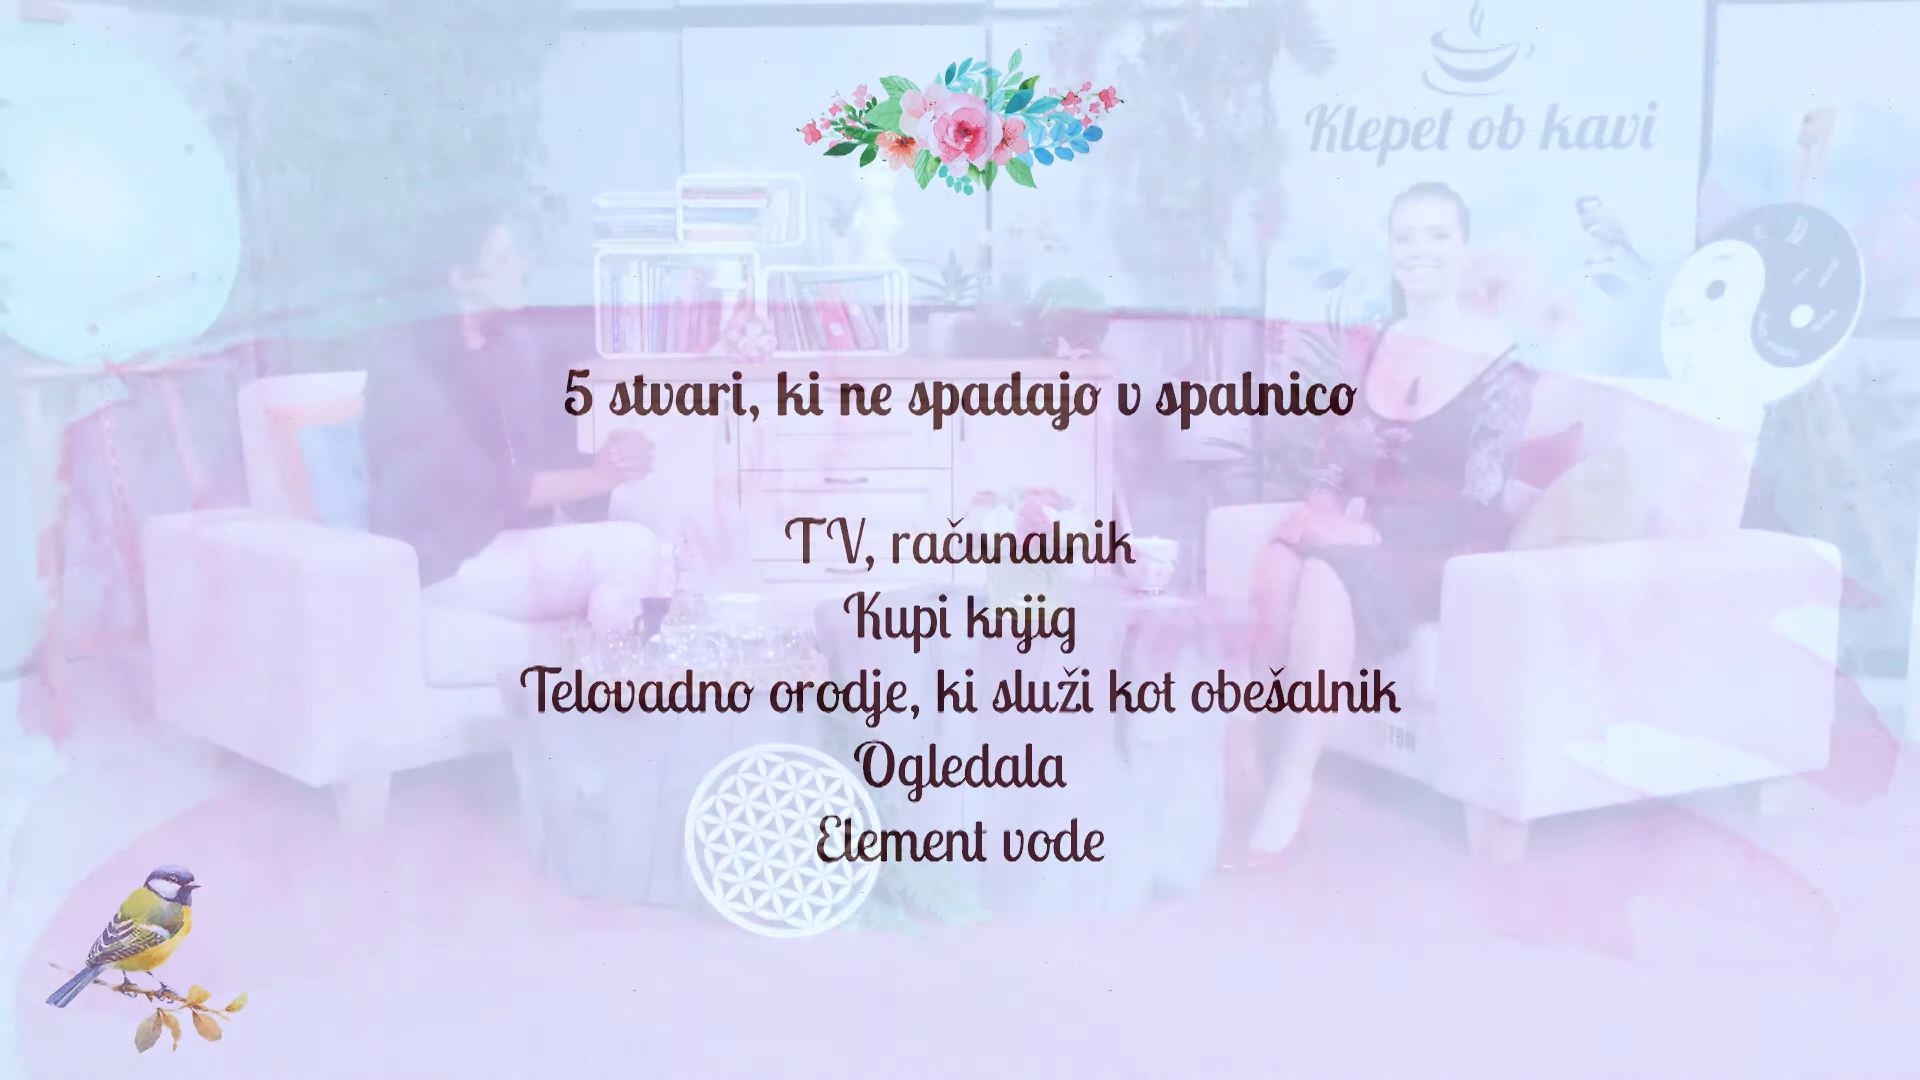 Klepet ob kavi
5 stvari, ki ne spadajo v spalnico
TV, računalnik
Kupi knjig
Telovadno orodje, ki služi kot obešalnik
Ogledala
Element vode